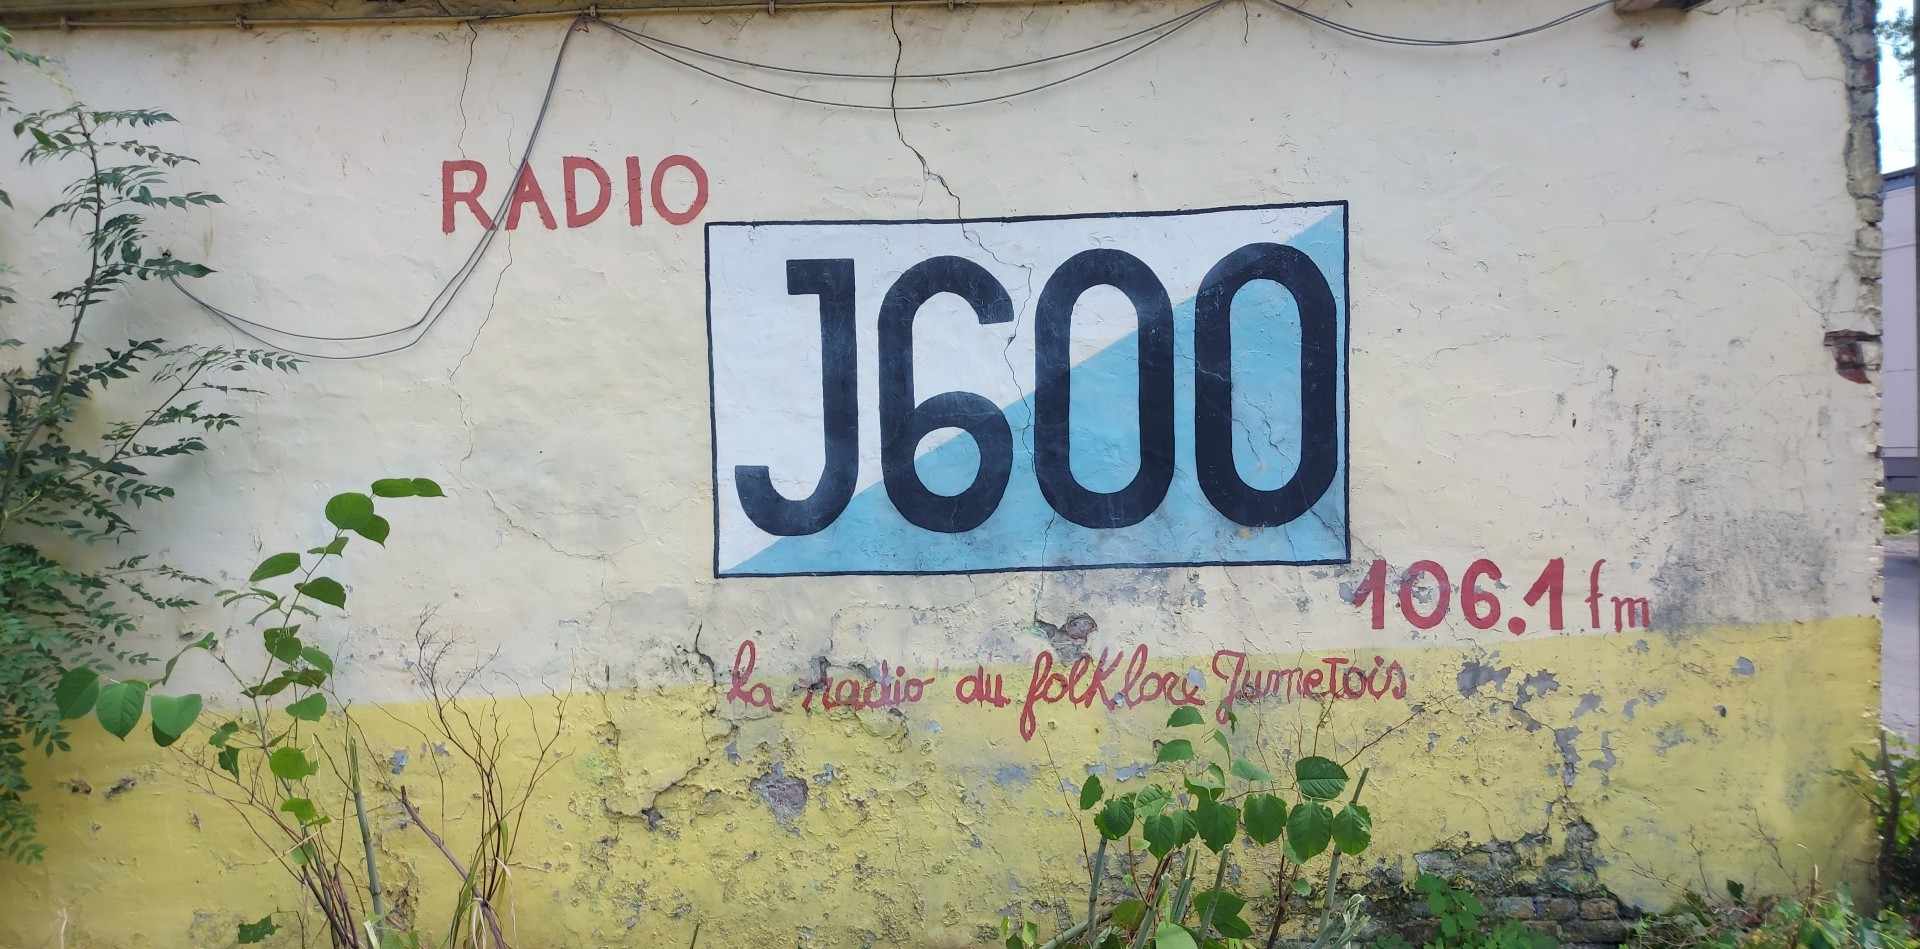 RADIO
J600
106.1 fm
la radio du folklore Jumetois